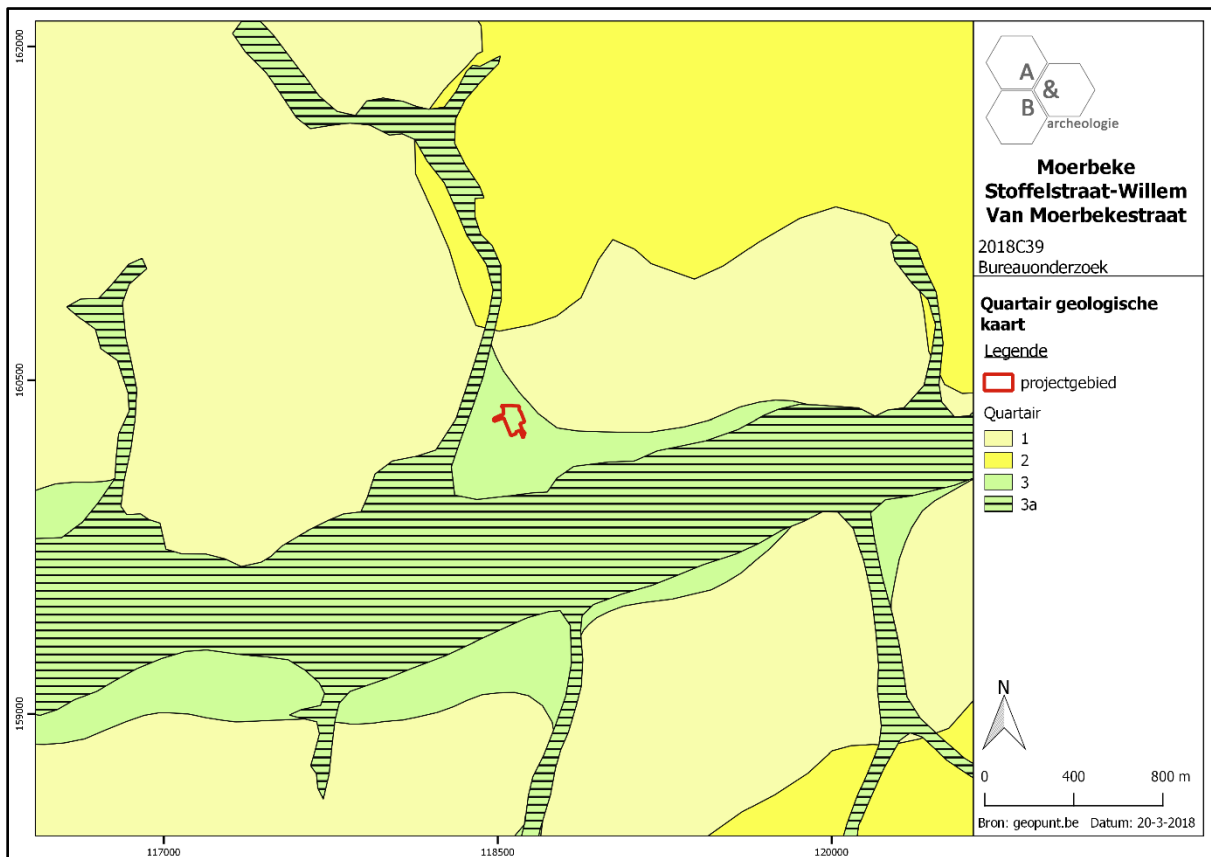 162000
160500
159000
117000
118500
120000
A
&
B
archeologie
Moerbeke
Stoffelstraat-Willem
Van Moerbekestraat
2018C39
Bureauonderzoek
Quartair geologische
kaart
Legende
projectgebied
Quartair
1
2
3
3a
N
0 400 800 m
Bron: geopunt.be Datum: 20-3-2018